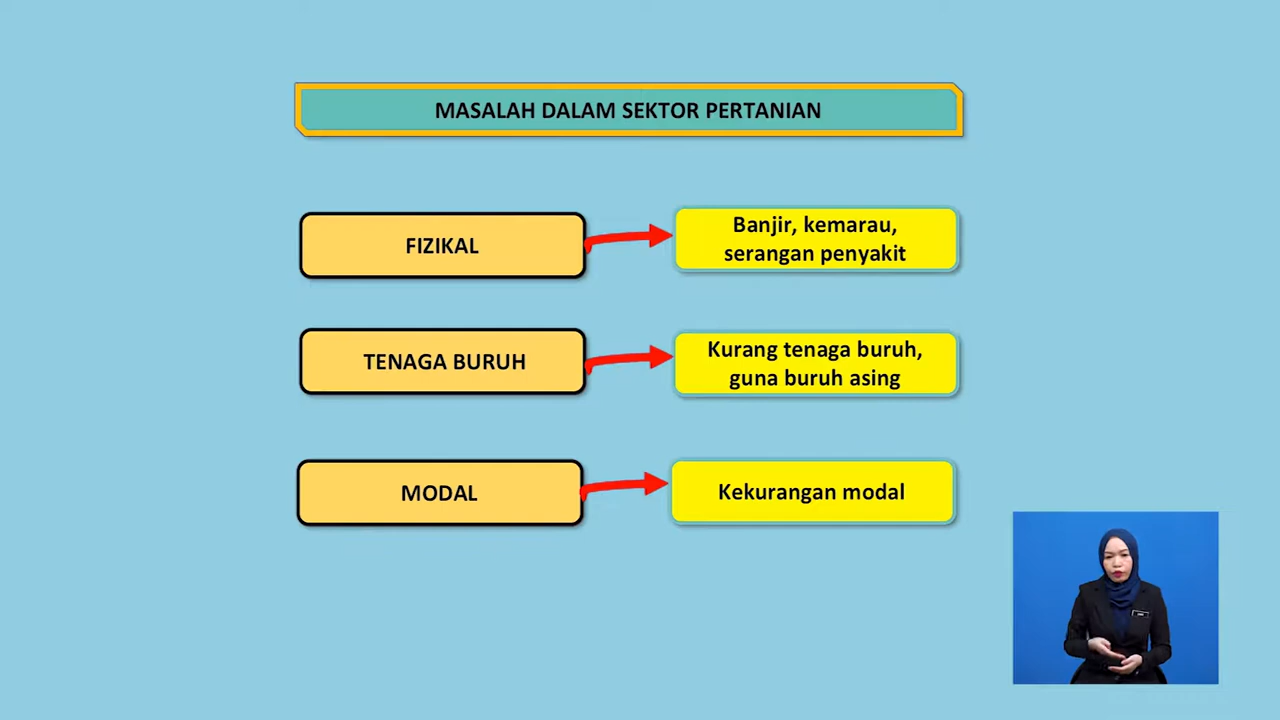 MASALAH DALAM SEKTOR PERTANIAN
FIZIKAL
Banjir, kemarau,
serangan penyakit
TENAGA BURUH
Kurang tenaga buruh,
guna buruh asing
MODAL
Kekurangan modal